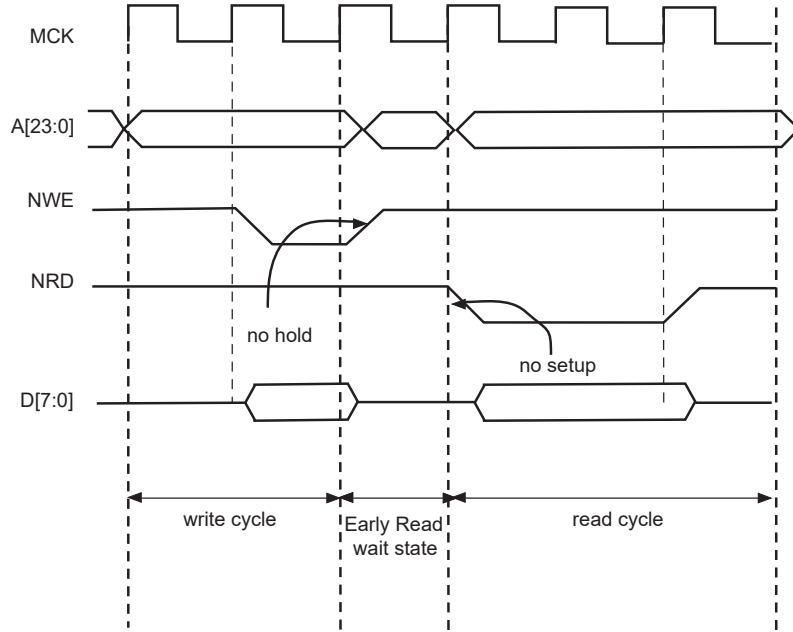 MCK
A[23:0]
NWE
NRD
no hold
no setup
D[7:0]
write cycle
Early Read
wait state
read cycle